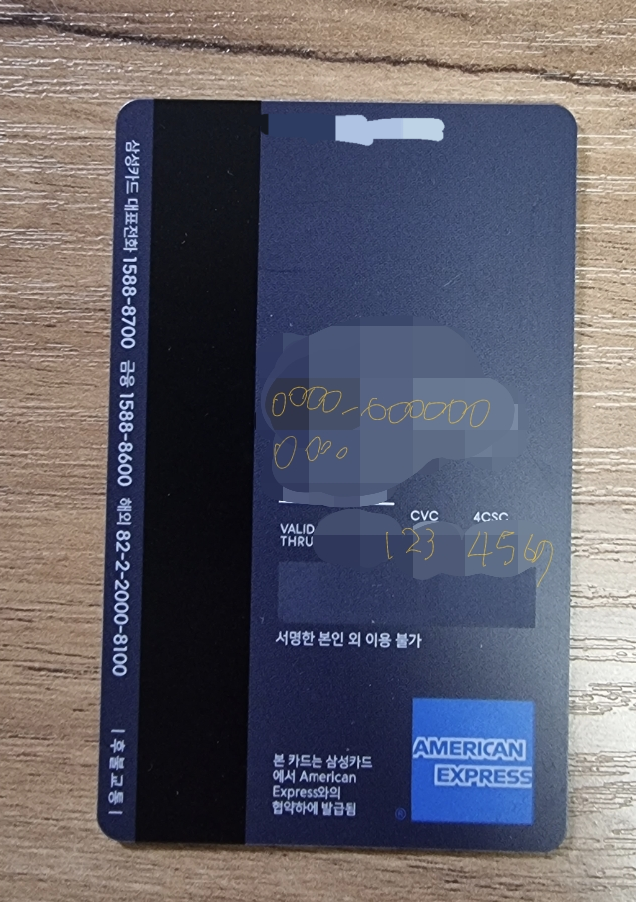 삼성카드 대표전화 1588-8700 금융 1588-8600 해외 82-2-2000-8100 | 후불교통 |
0000-000000
000
CVC 4CSC
VALID
THRU
123 4567
서명한 본인 외 이용 불가
본 카드는 삼성카드
에서 American
Express와의
협약하에 발급됨
AMERICAN
EXPRESS
®